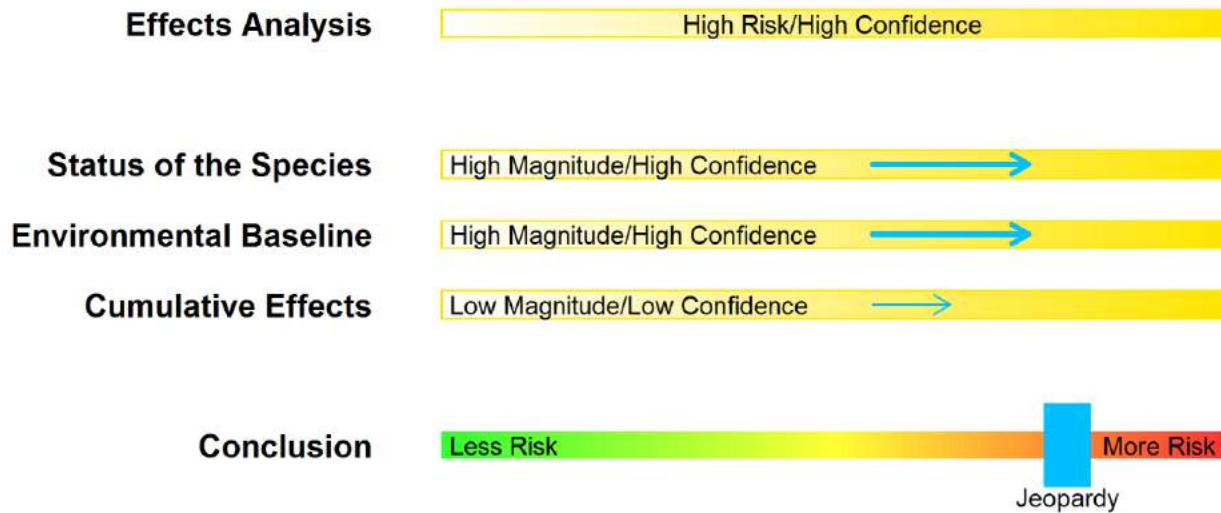 Effects Analysis
High Risk/High Confidence
Status of the Species
High Magnitude/High Confidence
Environmental Baseline
High Magnitude/High Confidence
Cumulative Effects
Low Magnitude/Low Confidence
Conclusion
Less Risk
More Risk
Jeopardy